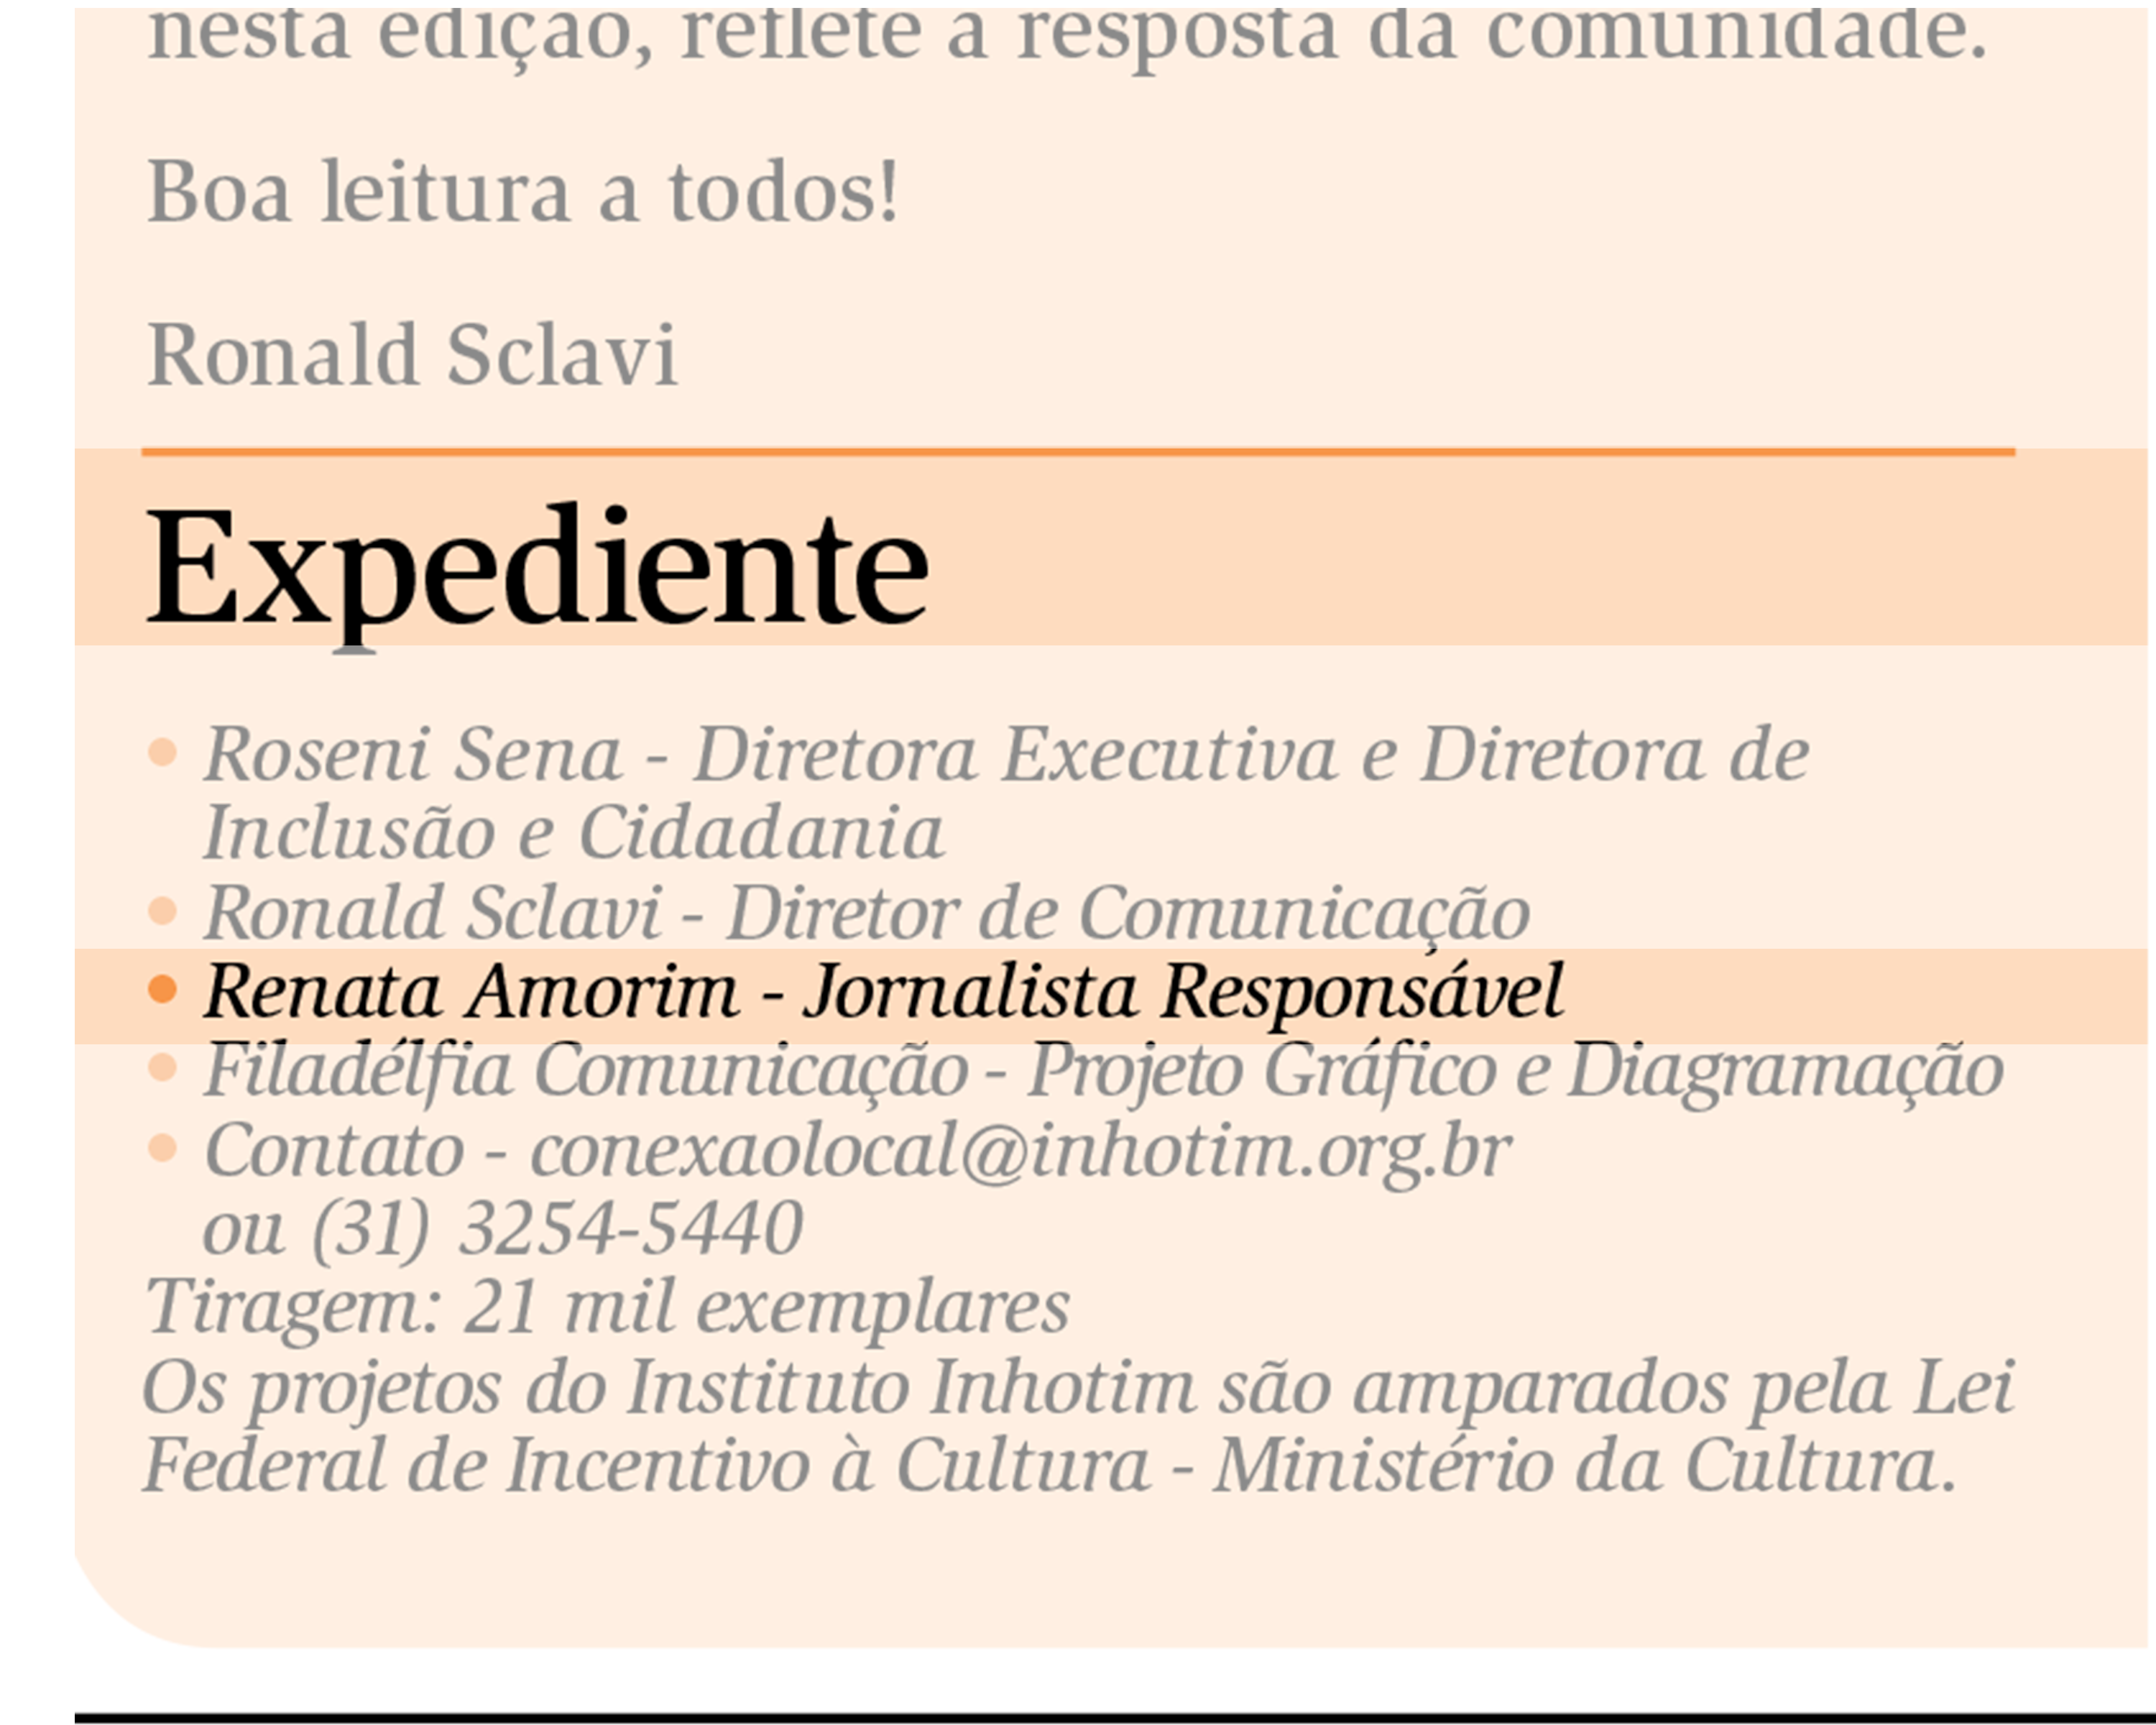 nesta edição, reflete a resposta da comunidade.
Boa leitura a todos!
Ronald Sclavi
Expediente
• Roseni Sena - Diretora Executiva e Diretora de
Inclusão e Cidadania
• Ronald Sclavi - Diretor de Comunicação
• Renata Amorim - Jornalista Responsável
• Filadélfia Comunicação - Projeto Gráfico e Diagramação
• Contato - conexaolocal@inhotim.org.br
ou (31) 3254-5440
Tiragem: 21 mil exemplares
Os projetos do Instituto Inhotim são amparados pela Lei
Federal de Incentivo à Cultura - Ministério da Cultura.